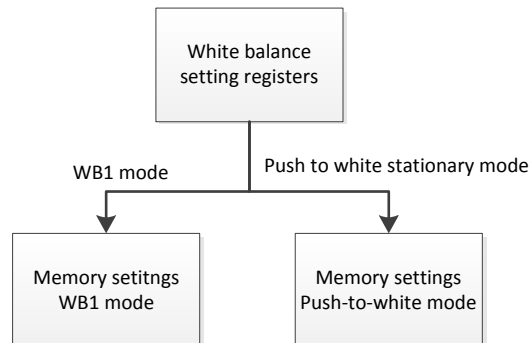 White balance
setting registers
WB1 mode
Push to white stationary mode
Memory setitngs
WB1 mode
Memory settings
Push-to-white mode